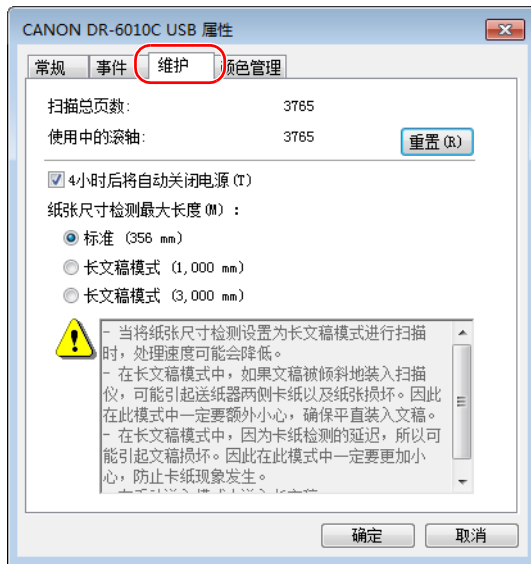 CANON DR-6010C USB 属性
常规 事件 维护 颜色管理
扫描总页数: 3765
使用中的滚轴: 3765 重置(R)
4小时后将自动关闭电源(T)
纸张尺寸检测最大长度(M) :
标准 (356 mm)
长文稿模式 (1,000 mm)
长文稿模式 (3,000 mm)
- 当将纸张尺寸检测设置为长文稿模式进行扫描
时，处理速度可能会降低。
- 在长文稿模式中，如果文稿被倾斜地装入扫描
仪，可能引起送纸器两侧卡纸以及纸张损坏。因此
在此模式中一定要额外小心，确保平直装入文稿。
- 在长文稿模式中，因为卡纸检测的延迟，所以可
能引起文稿损坏。因此在此模式中一定要更加小
心，防止卡纸现象发生。
确定 取消